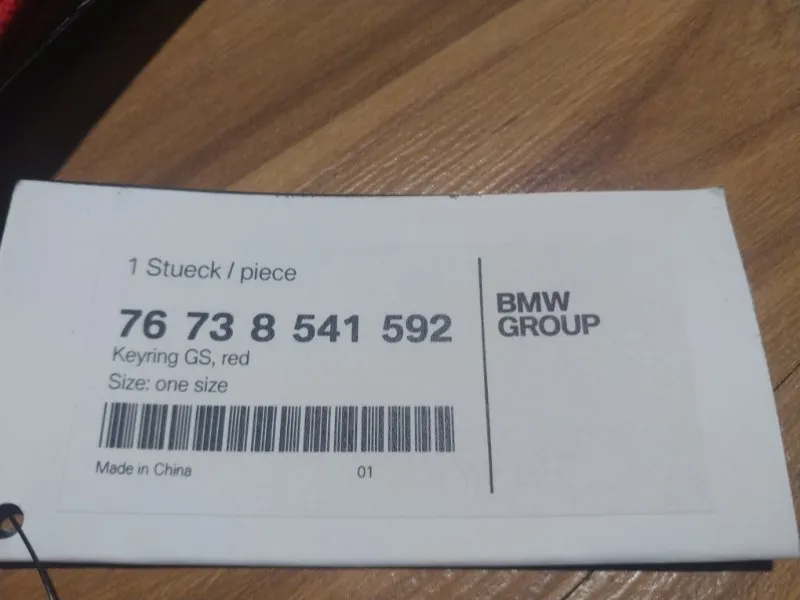 1 Stueck / piece
76 73 8 541 592
Keyring GS, red
Size: one size
Made in China
01
BMW
GROUP